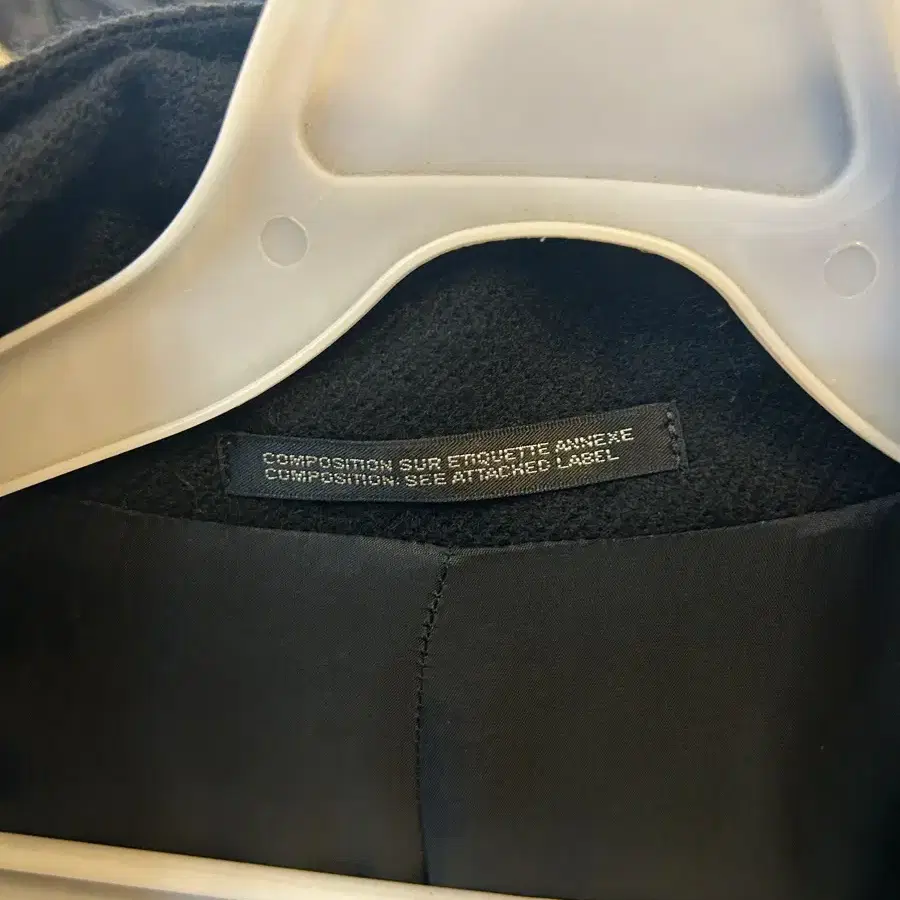 COMPOSITION SUR ETIQUETTE ANNEXE
COMPOSITION: SEE ATTACHED LABEL